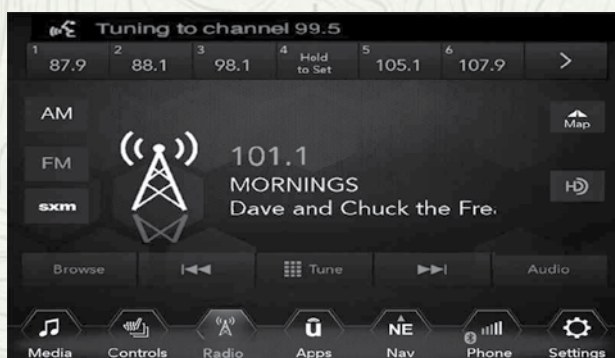 Tuning to channel 99.5
1 87.9 2 88.1 3 98.1 4 Hold to Set 5 105.1 6 107.9 >
AM
Map
FM
101.1
MORNINGS
HD
sxm
Dave and Chuck the Fre
Browse Tune Audio
NE
Media Controls Radio Apps Nav Phone Settings